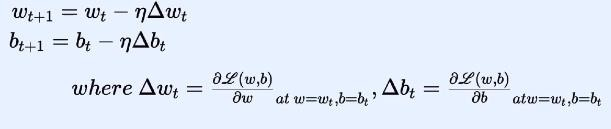 w_{t+1} = w_t − ηΔw_t
b_{t+1} = b_t − ηΔb_t
where Δw_t = ∂ℒ(w,b)/∂w at w=w_t,b=b_t , Δb_t = ∂ℒ(w,b)/∂b atw=w_t,b=b_t